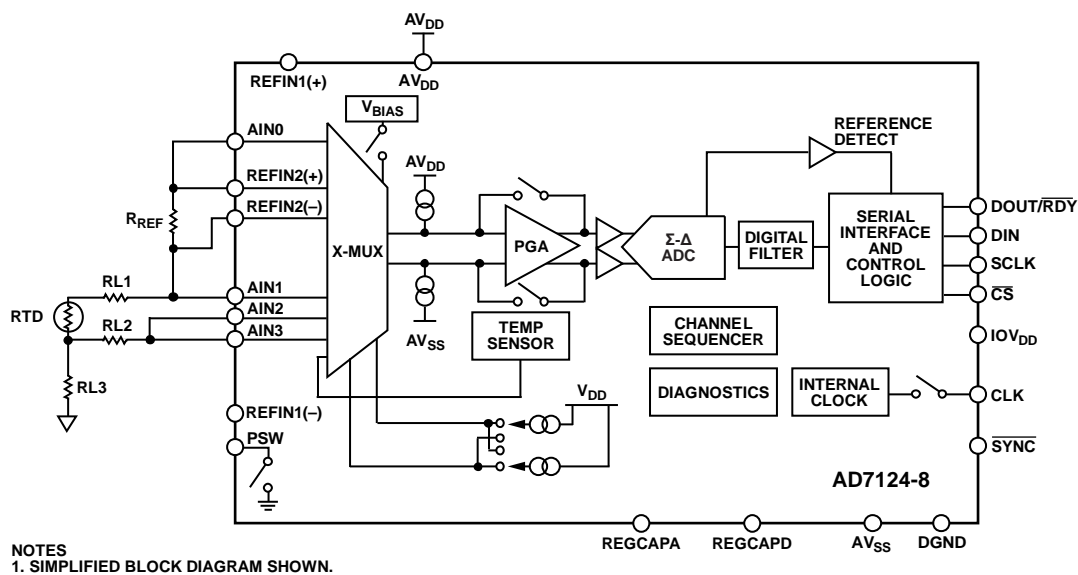 AVDD
REFIN1(+)
AVDD
VBIAS
AIN0
REFIN2(+)
REFIN2(–)
RREF
AVDD
REFERENCE
DETECT
X-MUX
PGA
Σ-Δ
ADC
DIGITAL
FILTER
SERIAL
INTERFACE
AND
CONTROL
LOGIC
DOUT/RDY
DIN
SCLK
CS
RL1
AIN1
RTD
RL2
AIN2
AIN3
AVSS
TEMP
SENSOR
CHANNEL
SEQUENCER
IOVDD
RL3
REFIN1(–)
VDD
DIAGNOSTICS
INTERNAL
CLOCK
CLK
PSW
SYNC
AD7124-8
REGCAPA
REGCAPD
AVSS
DGND
NOTES
1. SIMPLIFIED BLOCK DIAGRAM SHOWN.